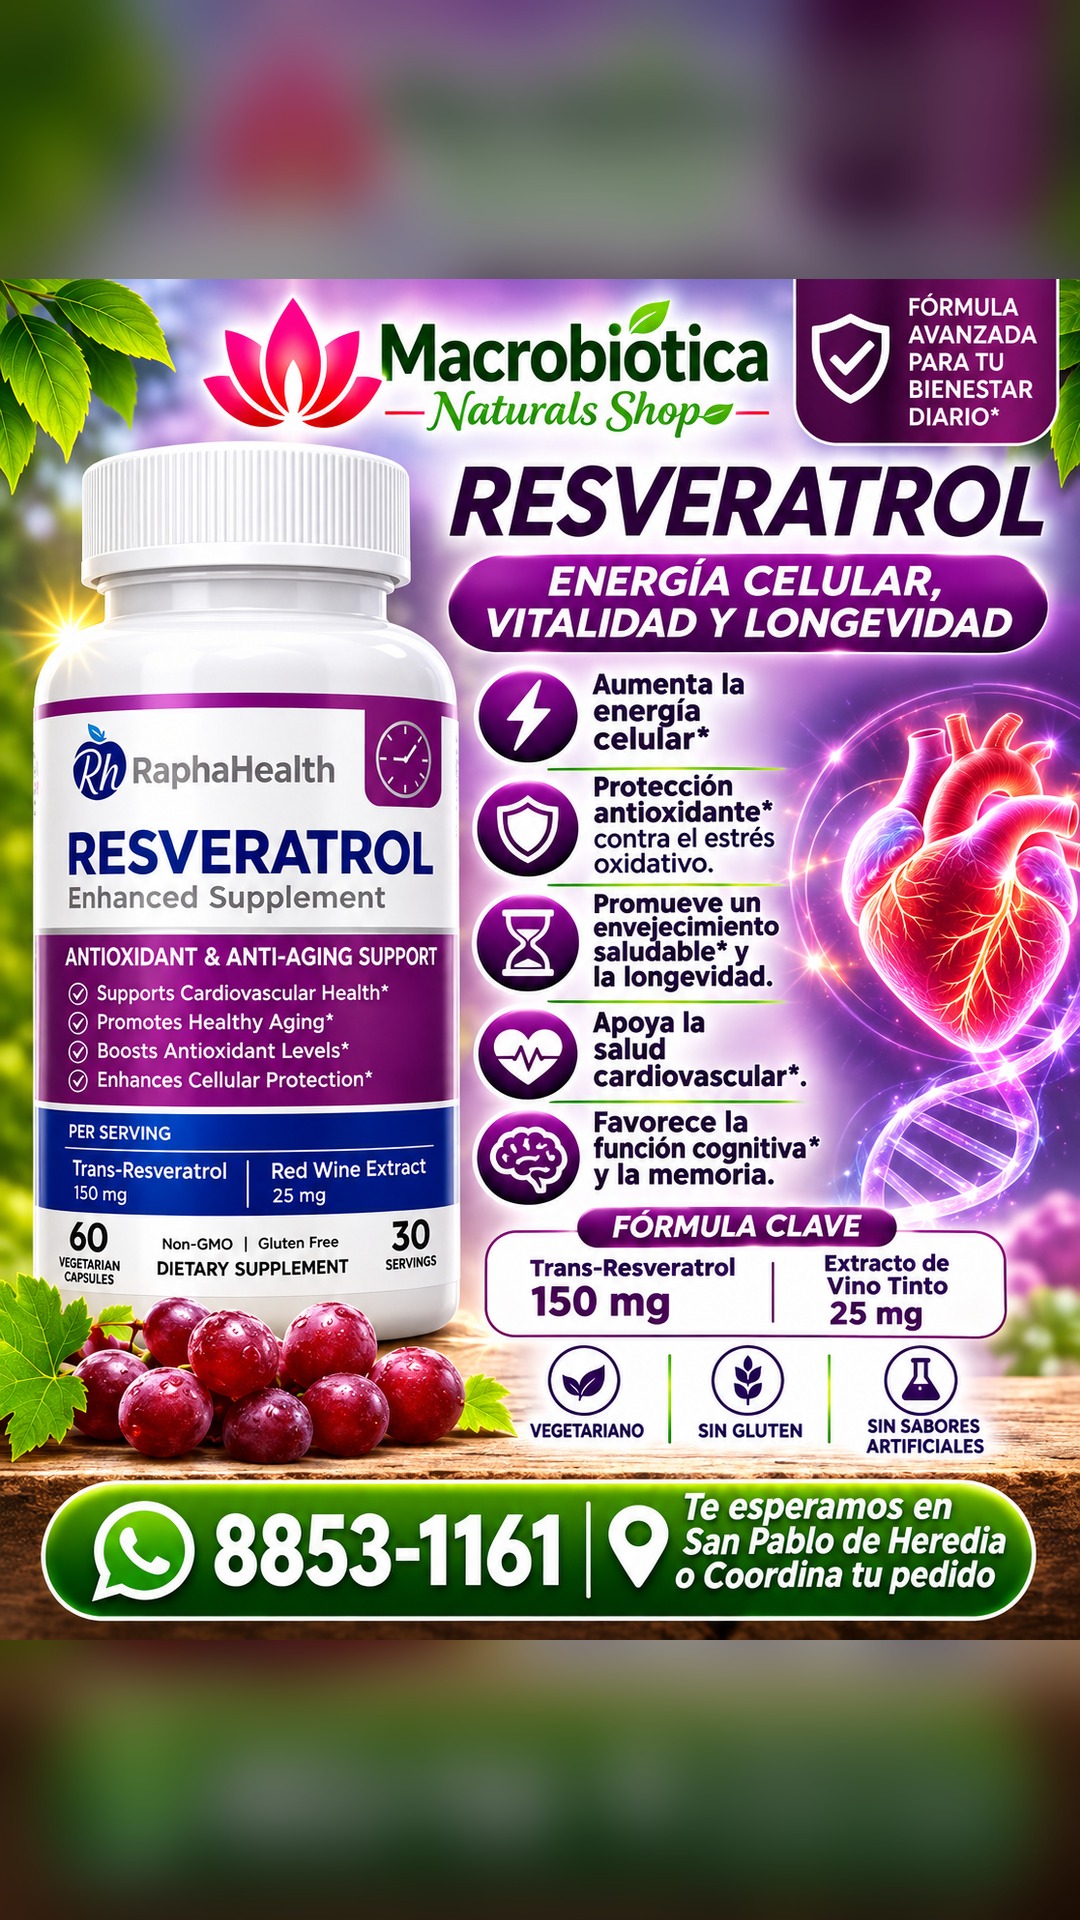 Macrobiótica
Naturals Shop
FÓRMULA
AVANZADA
PARA TU
BIENESTAR
DIARIO*
RESVERATROL
ENERGÍA CELULAR,
VITALIDAD Y LONGEVIDAD
Rh RaphaHealth
RESVERATROL
Enhanced Supplement
ANTIOXIDANT & ANTI-AGING SUPPORT
Supports Cardiovascular Health*
Promotes Healthy Aging*
Boosts Antioxidant Levels*
Enhances Cellular Protection*
PER SERVING
Trans-Resveratrol
150 mg
Red Wine Extract
25 mg
60
VEGETARIAN
CAPSULES
Non-GMO | Gluten Free
DIETARY SUPPLEMENT
30
SERVINGS
Aumenta la
energía
celular*
Protección
antioxidante*
contra el estrés
oxidativo.
Promueve un
envejecimiento
saludable* y
la longevidad.
Apoya la
salud
cardiovascular*.
Favorece la
función cognitiva*
y la memoria.
FÓRMULA CLAVE
Trans-Resveratrol
150 mg
Extracto de
Vino Tinto
25 mg
VEGETARIANO
SIN GLUTEN
SIN SABORES
ARTIFICIALES
8853-1161
Te esperamos en
San Pablo de Heredia
o Coordina tu pedido